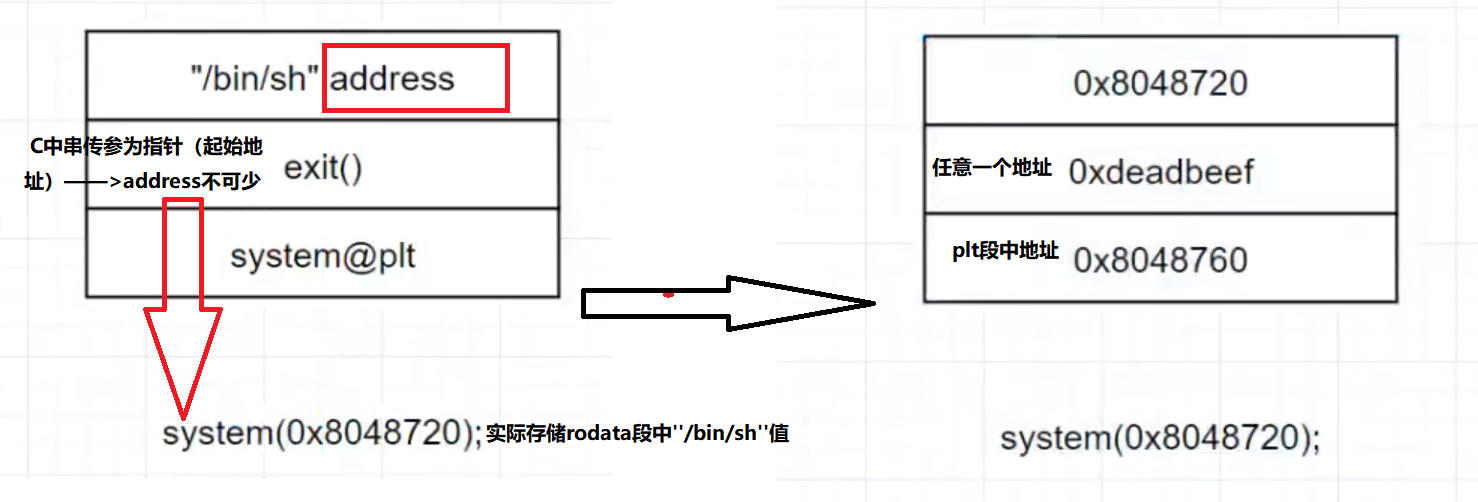 "/bin/sh" address
C中串传参为指针（起始地
址）——>address不可少
exit()
system@plt
system(0x8048720);实际存储rodata段中''/bin/sh''值
0x8048720
任意一个地址 0xdeadbeef
plt段中地址 0x8048760
system(0x8048720);